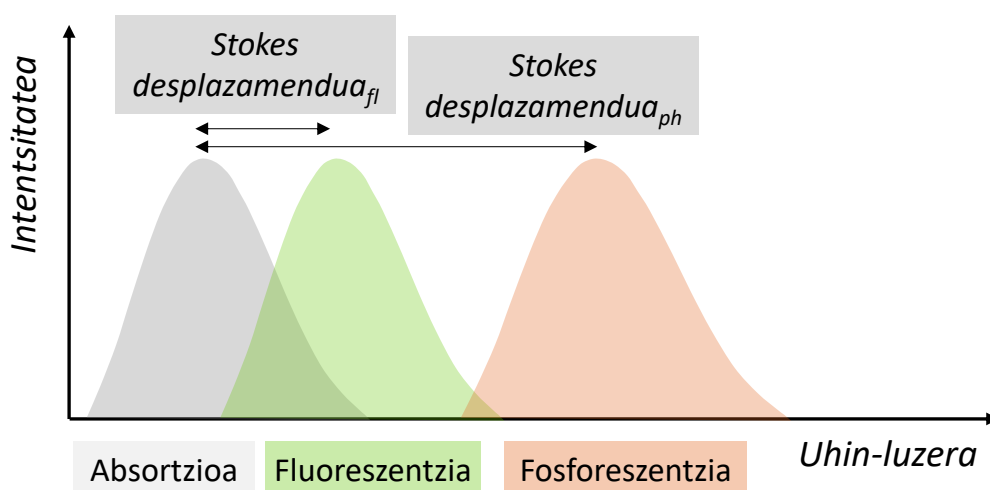 Stokes
desplazamendua_fl
Stokes
desplazamendua_ph
Intentsitatea
Absortzioa
Fluoreszentzia
Fosforeszentzia
Uhin-luzera